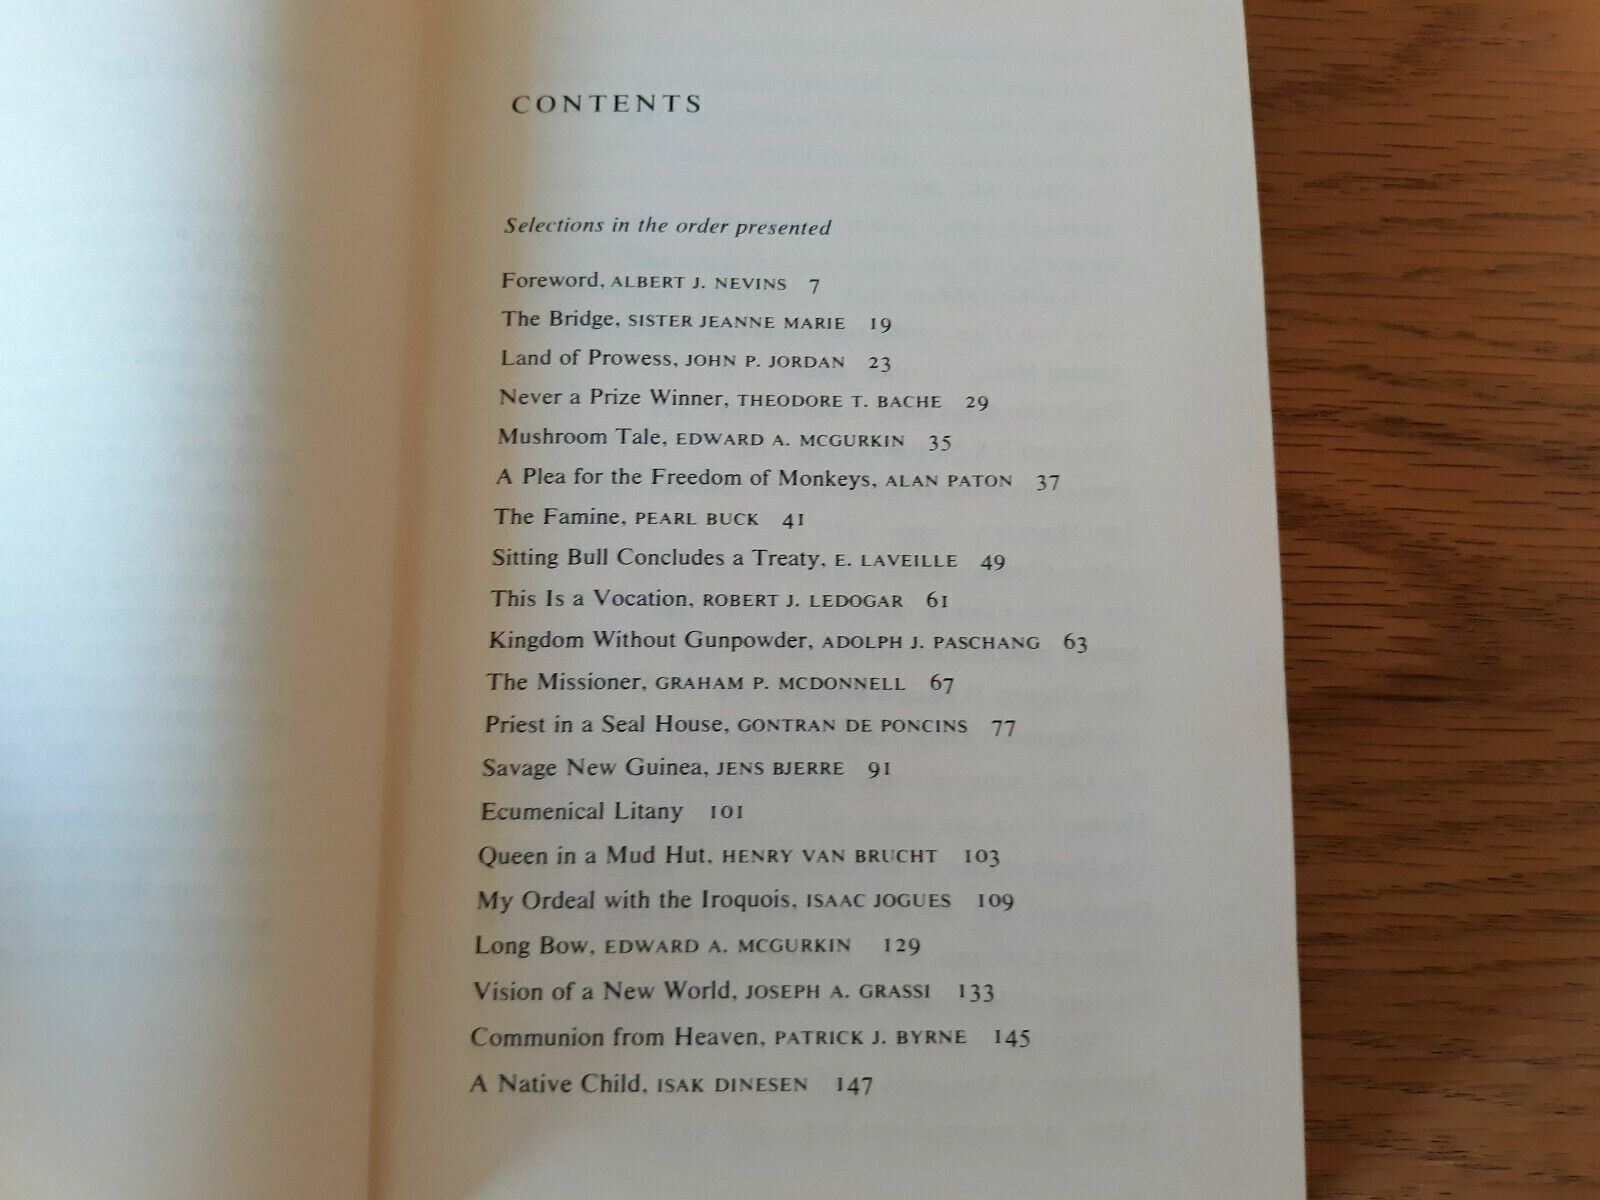 CONTENTS
Selections in the order presented
Foreword, ALBERT J. NEVINS 7
The Bridge, SISTER JEANNE MARIE 19
Land of Prowess, JOHN P. JORDAN 23
Never a Prize Winner, THEODORE T. BACHE 29
Mushroom Tale, EDWARD A. MCGURKIN 35
A Plea for the Freedom of Monkeys, ALAN PATON 37
The Famine, PEARL BUCK 41
Sitting Bull Concludes a Treaty, E. LAVEILLE 49
This Is a Vocation, ROBERT J. LEDOGAR 61
Kingdom Without Gunpowder, ADOLPH J. PASCHANG 63
The Missioner, GRAHAM P. MCDONNELL 67
Priest in a Seal House, GONTRAN DE PONCINS 77
Savage New Guinea, JENS BJERRE 91
Ecumenical Litany 101
Queen in a Mud Hut, HENRY VAN BRUCHT 103
My Ordeal with the Iroquois, ISAAC JOGUES 109
Long Bow, EDWARD A. MCGURKIN 129
Vision of a New World, JOSEPH A. GRASSI 133
Communion from Heaven, PATRICK J. BYRNE 145
A Native Child, ISAK DINESEN 147